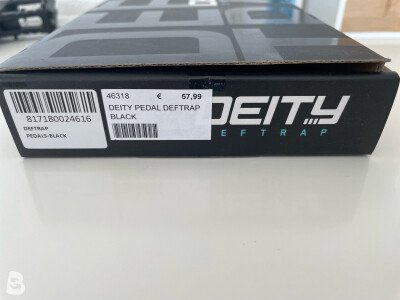 46318 € 57,99
DEITY PEDAL DEFTRAP
BLACK
817180024616
DEFTRAP
PEDALS-BLACK
DEITY
DEFTRAP